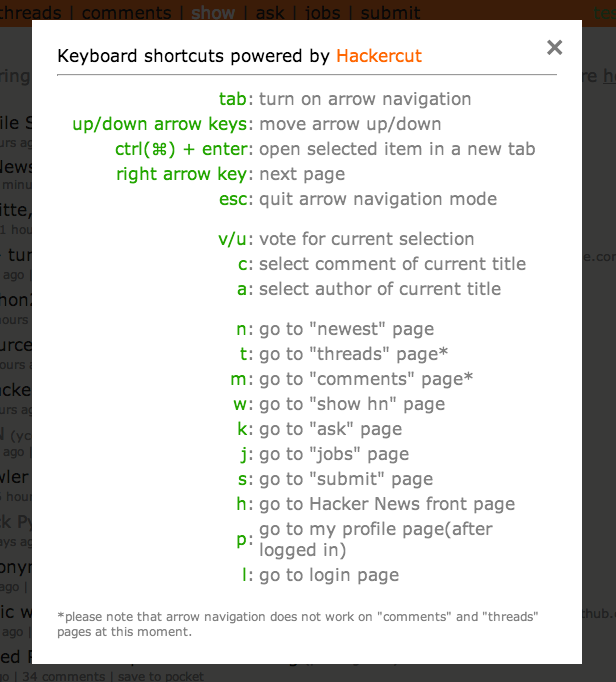 threads | comments | show | ask | jobs | submit
Keyboard shortcuts powered by Hackercut
tab: turn on arrow navigation
up/down arrow keys: move arrow up/down
ctrl(⌘) + enter: open selected item in a new tab
right arrow key: next page
esc: quit arrow navigation mode
v/u: vote for current selection
c: select comment of current title
a: select author of current title
n: go to "newest" page
t: go to "threads" page*
m: go to "comments" page*
w: go to "show hn" page
k: go to "ask" page
j: go to "jobs" page
s: go to "submit" page
h: go to Hacker News front page
p: go to my profile page(after
logged in)
l: go to login page
*please note that arrow navigation does not work on "comments" and "threads"
pages at this moment.
ago | 34 comments | save to pocket